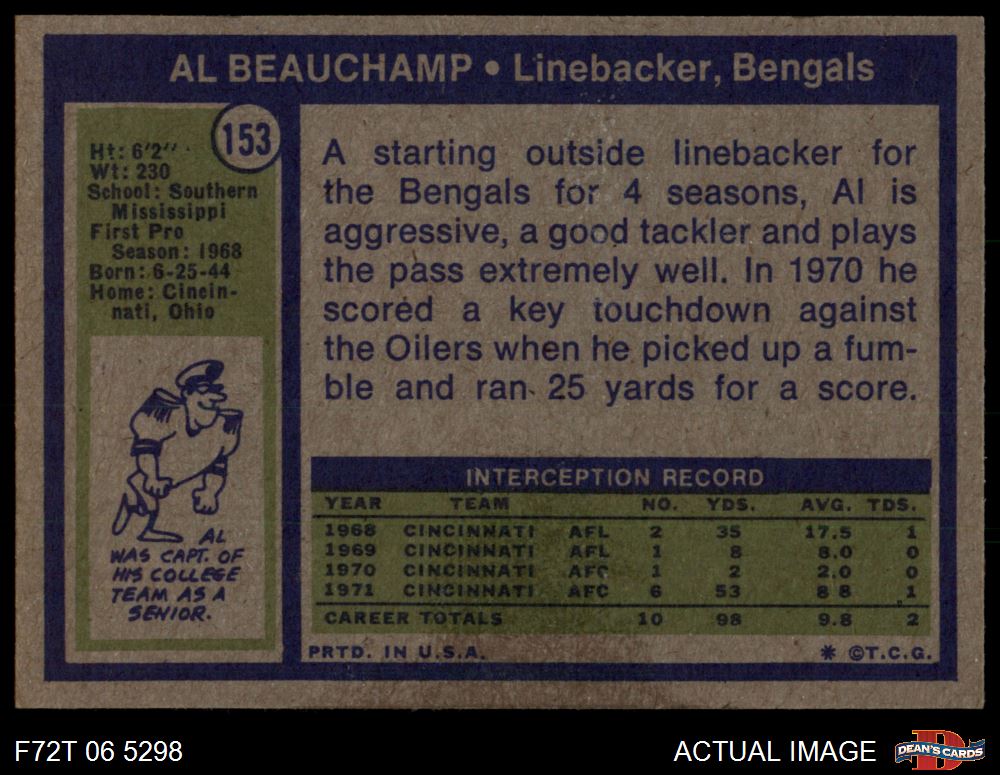 AL BEAUCHAMP • Linebacker, Bengals
153
Ht: 6'2''
Wt: 230
School: Southern
Mississippi
First Pro
Season: 1968
Born: 6-25-44
Home: Cincin-
nati, Ohio
AL
WAS CAPT. OF
HIS COLLEGE
TEAM AS A
SENIOR.
A starting outside linebacker for
the Bengals for 4 seasons, Al is
aggressive, a good tackler and plays
the pass extremely well. In 1970 he
scored a key touchdown against
the Oilers when he picked up a fum-
ble and ran 25 yards for a score.
INTERCEPTION RECORD
YEAR TEAM NO. YDS. AVG. TDS.
1968 CINCINNATI AFL 2 35 17.5 1
1969 CINCINNATI AFL 1 8 8.0 0
1970 CINCINNATI AFC 1 2 2.0 0
1971 CINCINNATI AFC 6 53 8 8 1
CAREER TOTALS 10 98 9.8 2
PRTD. IN U.S.A. * ©T.C.G.
F72T 06 5298
ACTUAL IMAGE
DEAN'S CARDS